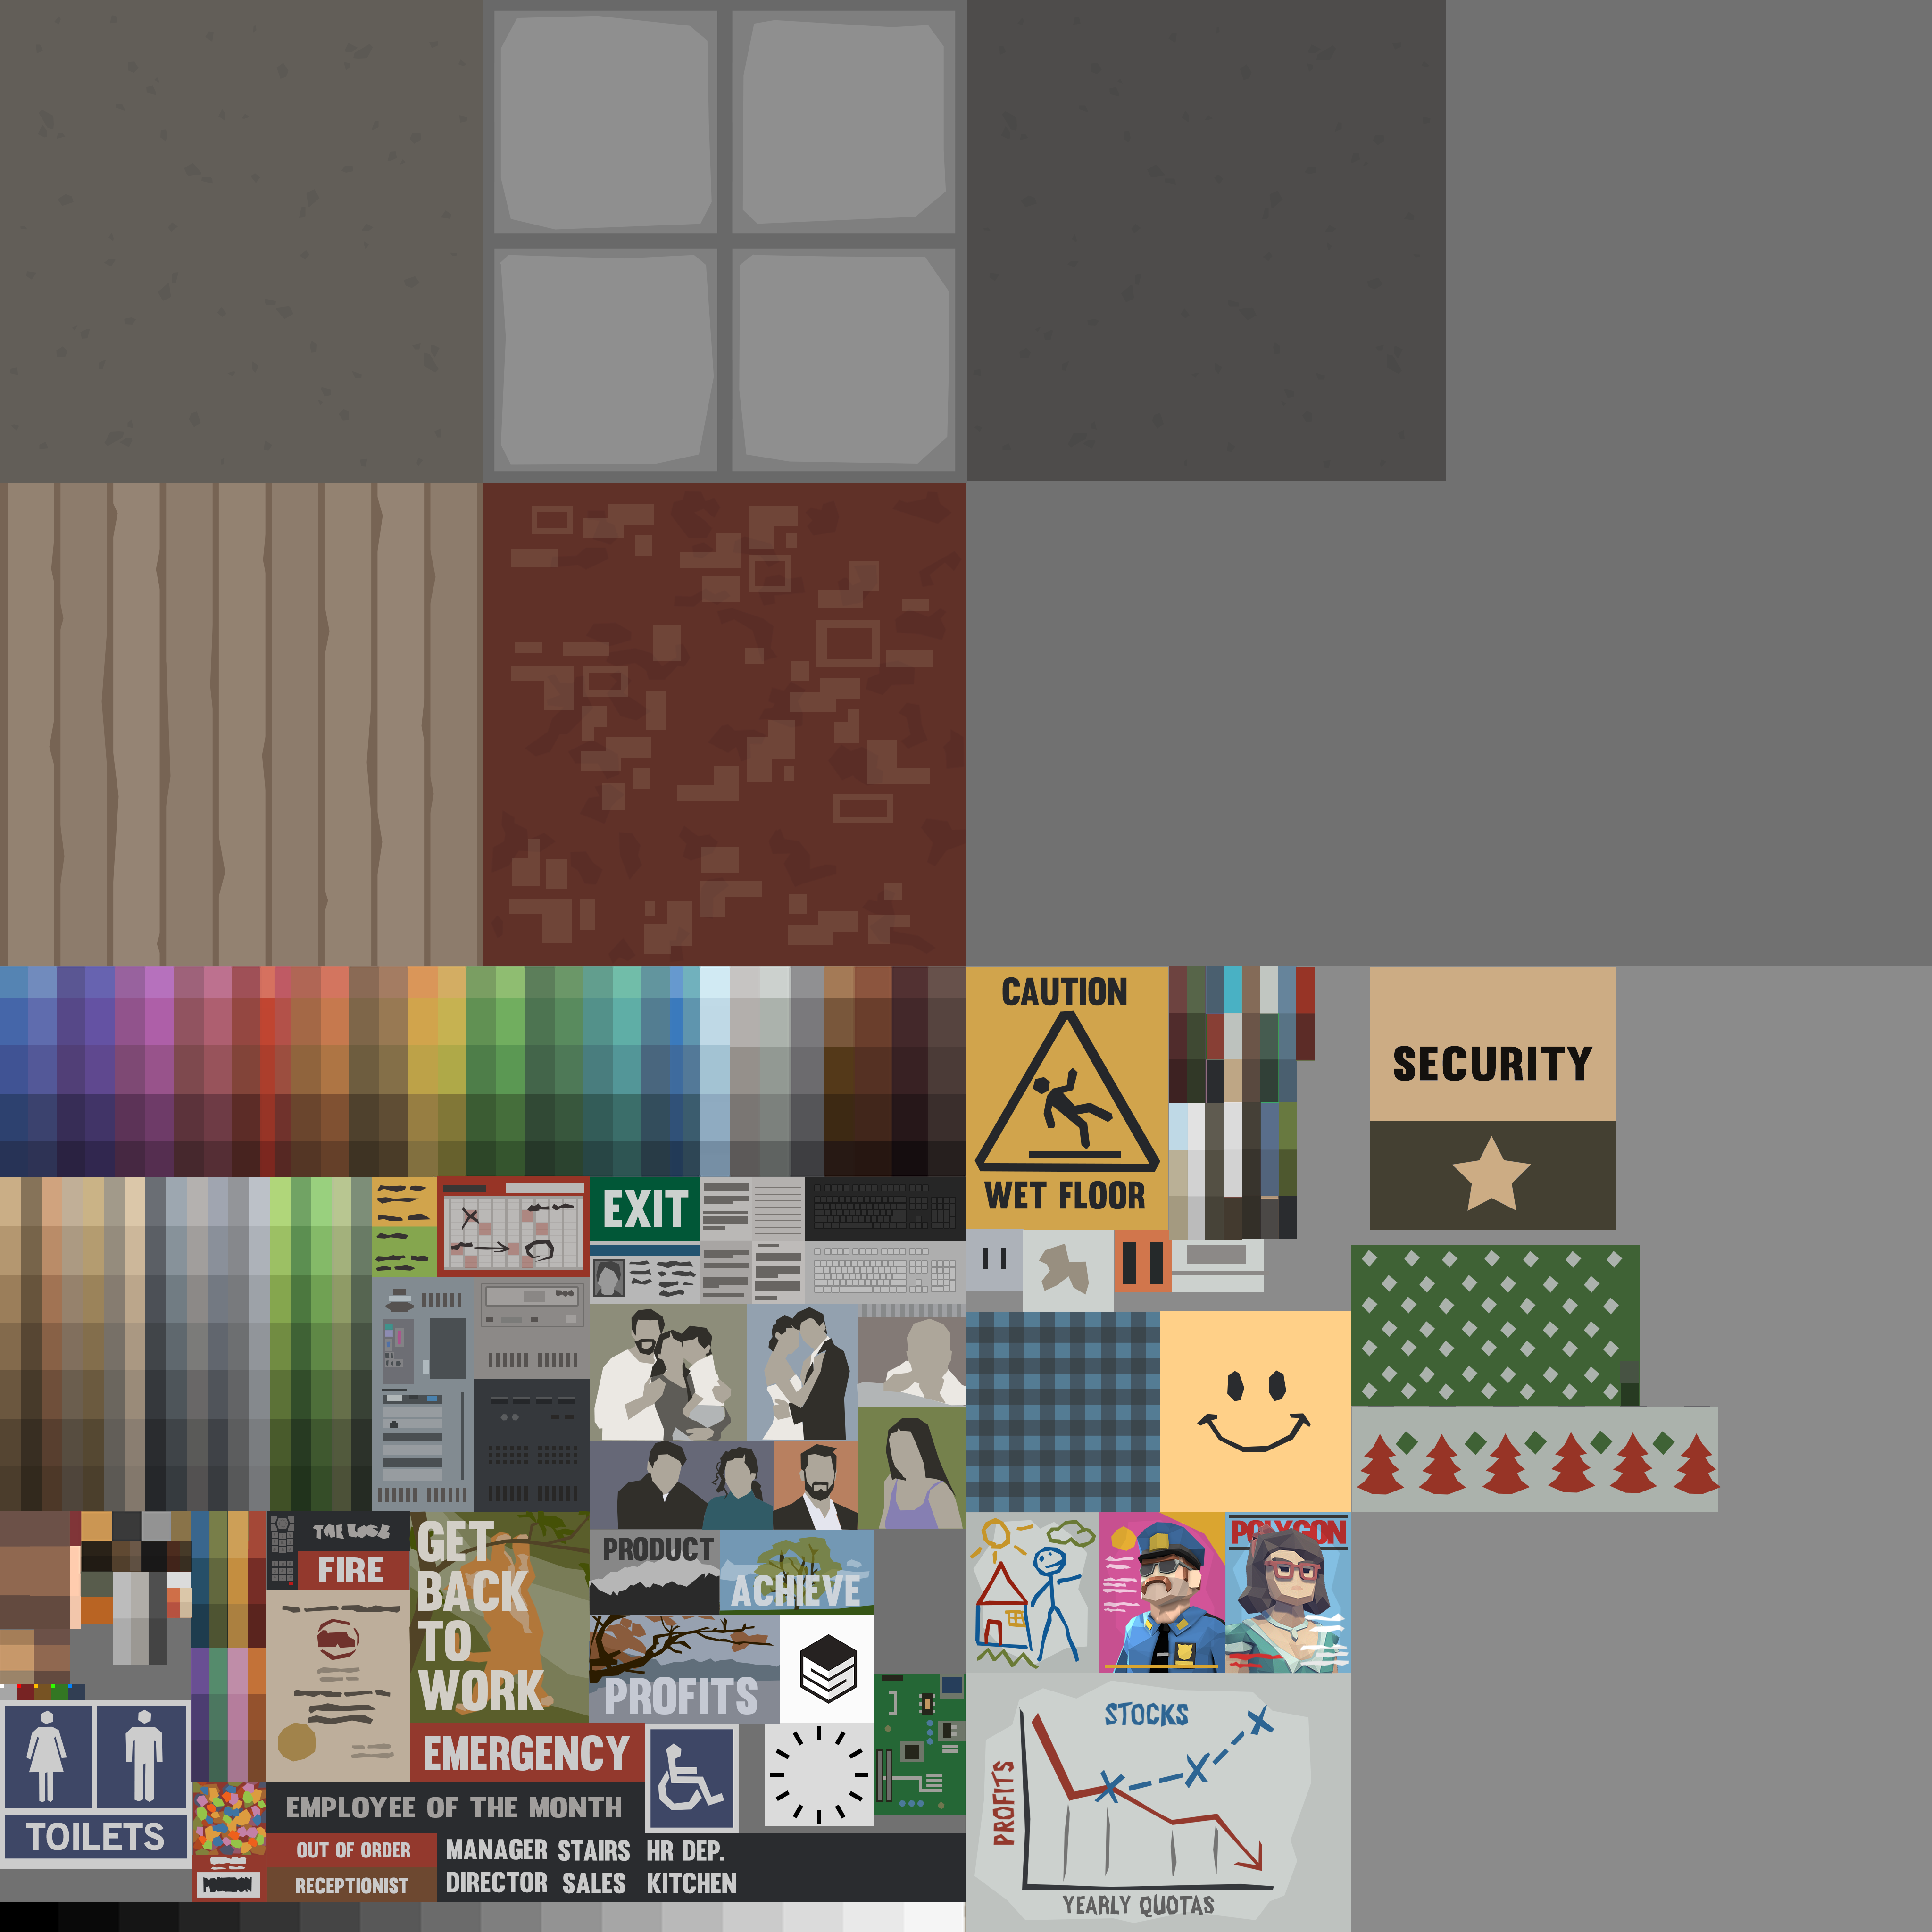 CAUTION
WET FLOOR
SECURITY
EXIT
FIRE
GET
BACK
TO
WORK
PRODUCT
ACHIEVE
PROFITS
POLYGON
EMERGENCY
EMPLOYEE OF THE MONTH
TOILETS
OUT OF ORDER
RECEPTIONIST
MANAGER STAIRS HR DEP.
DIRECTOR SALES KITCHEN
STOCKS
PROFITS
YEARLY QUOTAS